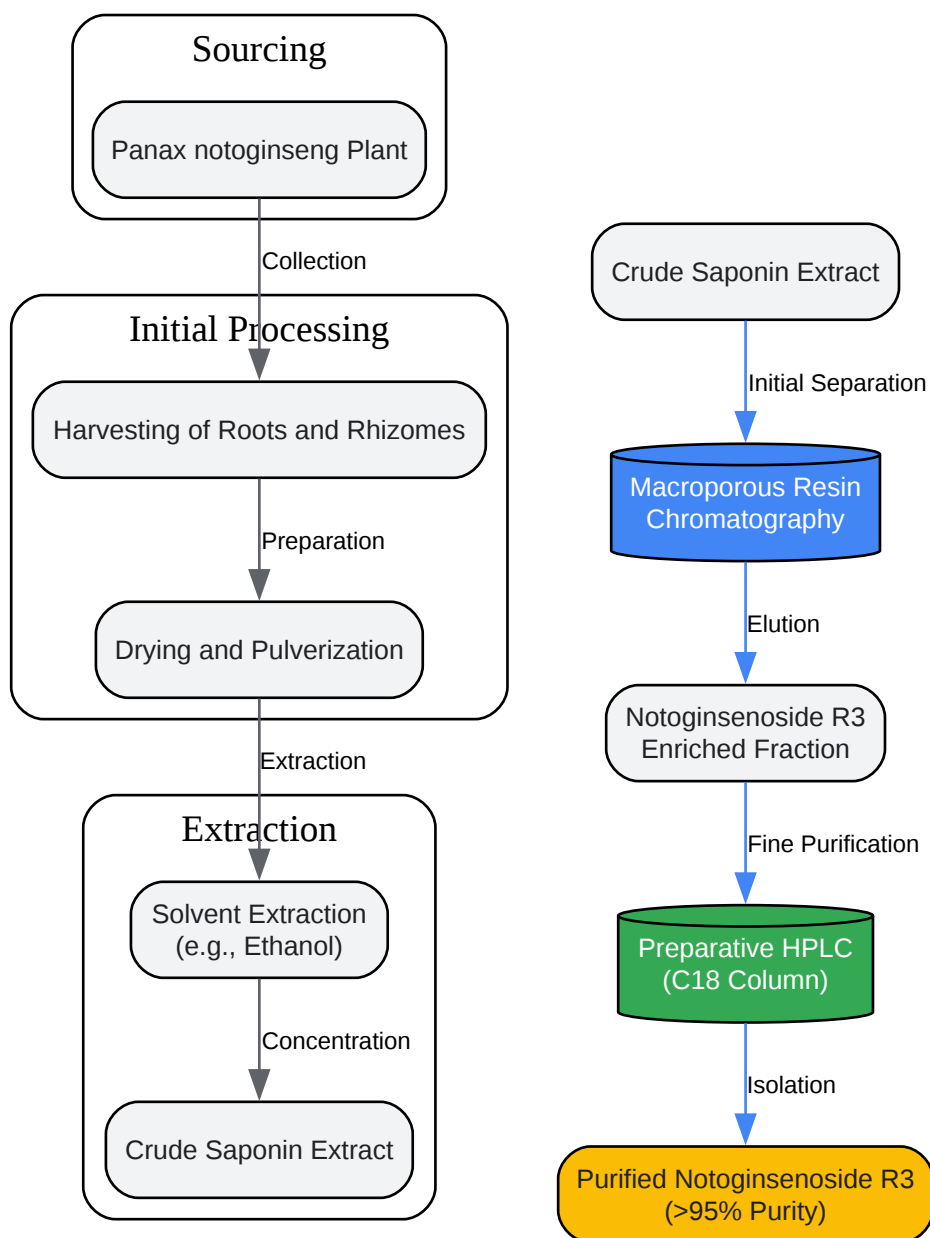 Sourcing
Panax notoginseng Plant
Collection
Initial Processing
Harvesting of Roots and Rhizomes
Preparation
Drying and Pulverization
Extraction
Extraction
Solvent Extraction
(e.g., Ethanol)
Concentration
Crude Saponin Extract
Crude Saponin Extract
Initial Separation
Macroporous Resin
Chromatography
Elution
Notoginsenoside R3
Enriched Fraction
Fine Purification
Preparative HPLC
(C18 Column)
Isolation
Purified Notoginsenoside R3
(>95% Purity)